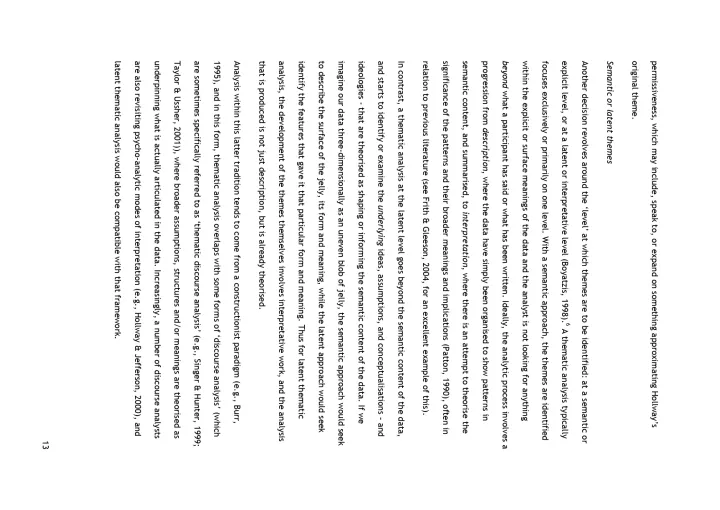 permissiveness, which may include, speak to, or expand on something approximating Hollway's
original theme.
Semantic or latent themes
Another decision revolves around the 'level' at which themes are to be identified: at a semantic or
explicit level, or at a latent or interpretative level (Boyatzis, 1998).6 A thematic analysis typically
focuses exclusively or primarily on one level. With a semantic approach, the themes are identified
within the explicit or surface meanings of the data and the analyst is not looking for anything
beyond what a participant has said or what has been written. Ideally, the analytic process involves a
progression from description, where the data have simply been organised to show patterns in
semantic content, and summarised, to interpretation, where there is an attempt to theorise the
significance of the patterns and their broader meanings and implications (Patton, 1990), often in
relation to previous literature (see Frith & Gleeson, 2004, for an excellent example of this).
In contrast, a thematic analysis at the latent level goes beyond the semantic content of the data,
and starts to identify or examine the underlying ideas, assumptions, and conceptualisations - and
ideologies - that are theorised as shaping or informing the semantic content of the data. If we
imagine our data three-dimensionally as an uneven blob of jelly, the semantic approach would seek
to describe the surface of the jelly, its form and meaning, while the latent approach would seek
identify the features that gave it that particular form and meaning. Thus for latent thematic
analysis, the development of the themes themselves involves interpretative work, and the analysis
that is produced is not just description, but is already theorised.
Analysis within this latter tradition tends to come from a constructionist paradigm (e.g., Burr,
1995), and in this form, thematic analysis overlaps with some forms of 'discourse analysis' (which
are sometimes specifically referred to as 'thematic discourse analysis' (e.g., Singer & Hunter, 1999;
Taylor & Ussher, 2001)), where broader assumptions, structures and/or meanings are theorised as
underpinning what is actually articulated in the data. Increasingly, a number of discourse analysts
are also revisiting psycho-analytic modes of interpretation (e.g., Hollway & Jefferson, 2000), and
latent thematic analysis would also be compatible with that framework.
13